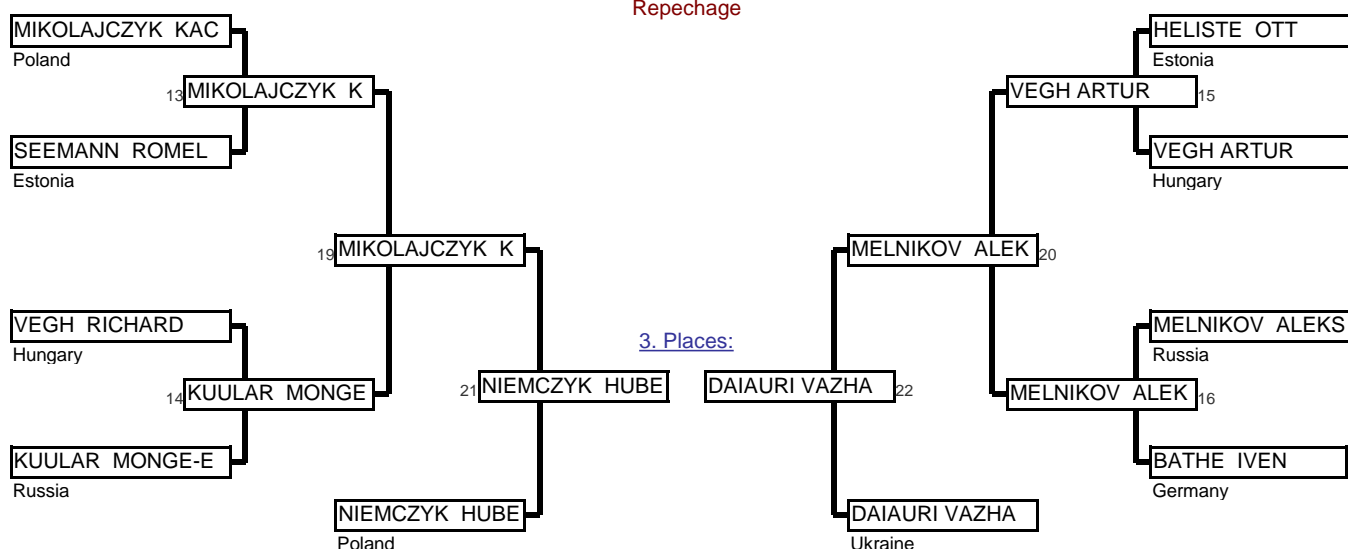 Repechage
MIKOLAJCZYK KAC
Poland
13 MIKOLAJCZYK K
SEEMANN ROMEL
Estonia
19 MIKOLAJCZYK K
VEGH RICHARD
Hungary
14 KUULAR MONGE
KUULAR MONGE-E
Russia
3. Places:
21 NIEMCZYK HUBE
NIEMCZYK HUBE
Poland
HELISTE OTT
Estonia
VEGH ARTUR 15
VEGH ARTUR
Hungary
MELNIKOV ALEK 20
MELNIKOV ALEKS
Russia
MELNIKOV ALEK 16
BATHE IVEN
Germany
DAIAURI VAZHA 22
DAIAURI VAZHA
Ukraine